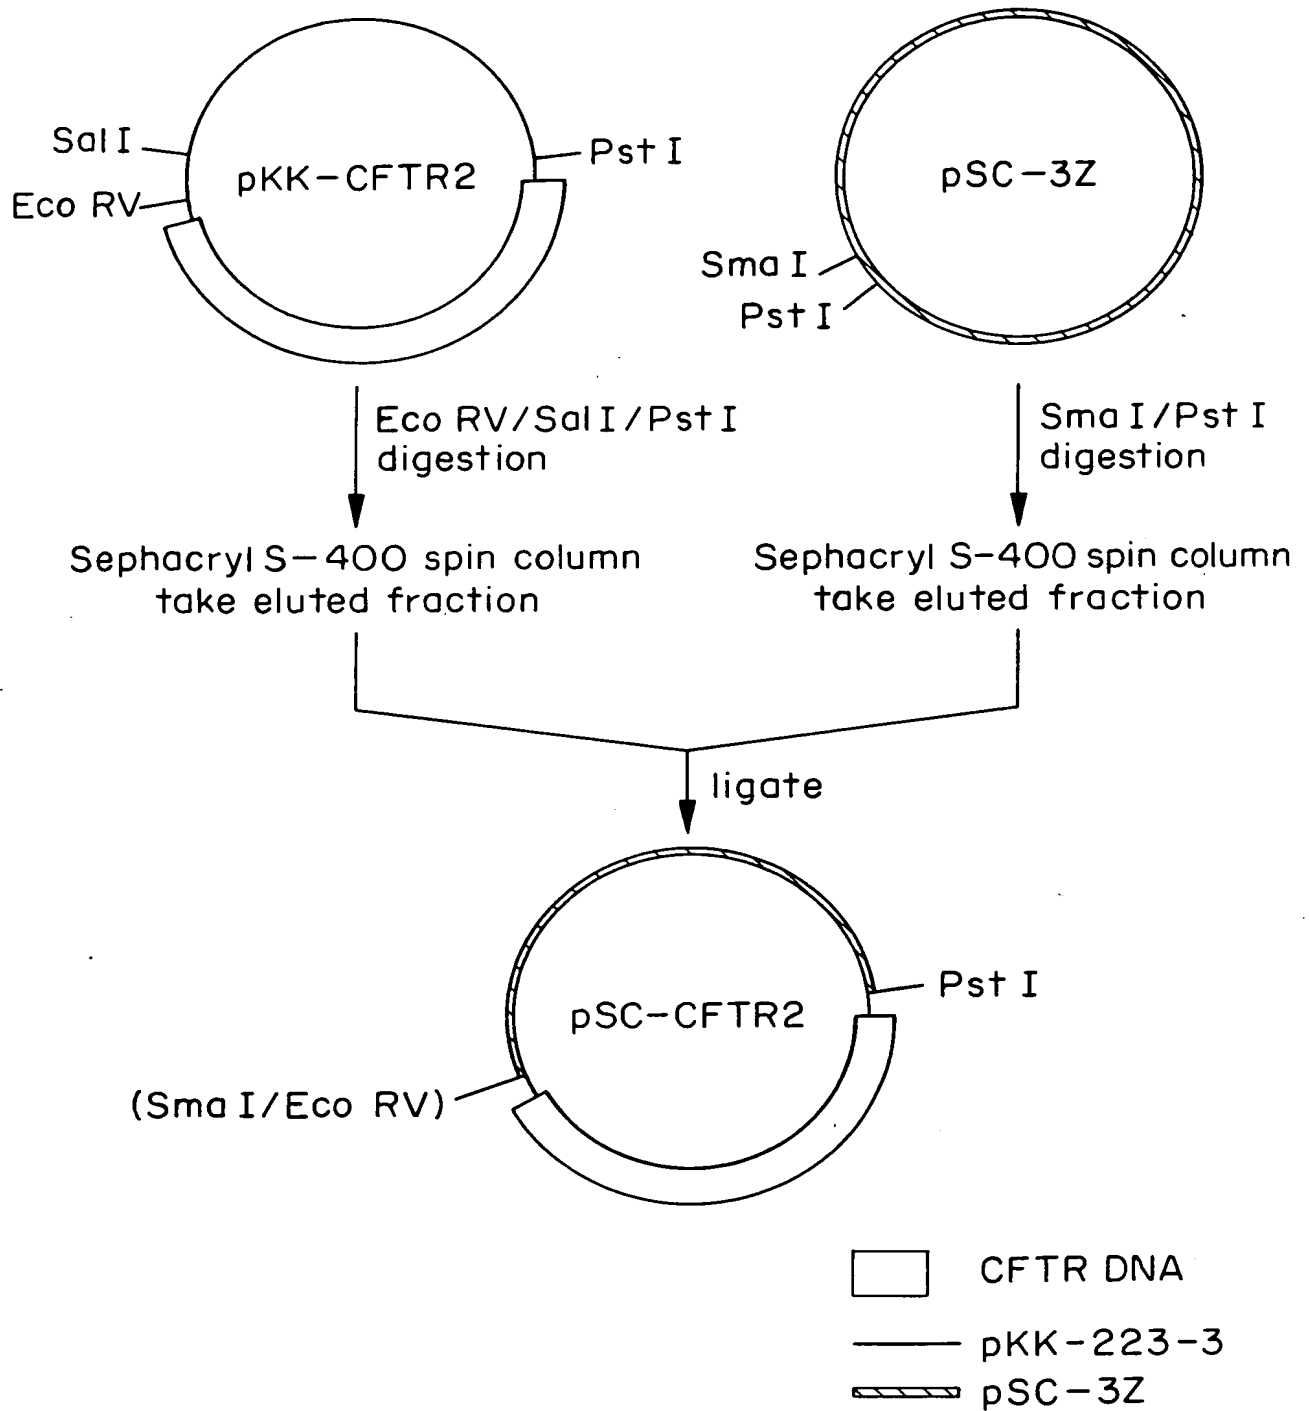 Sal I
Eco RV
pKK-CFTR2
Pst I
pSC-3Z
Sma I
Pst I
Eco RV/Sal I/Pst I
digestion
Sma I/Pst I
digestion
Sephacryl S-400 spin column
take eluted fraction
Sephacryl S-400 spin column
take eluted fraction
ligate
pSC-CFTR2
Pst I
(Sma I/Eco RV)
CFTR DNA
pKK-223-3
pSC-3Z